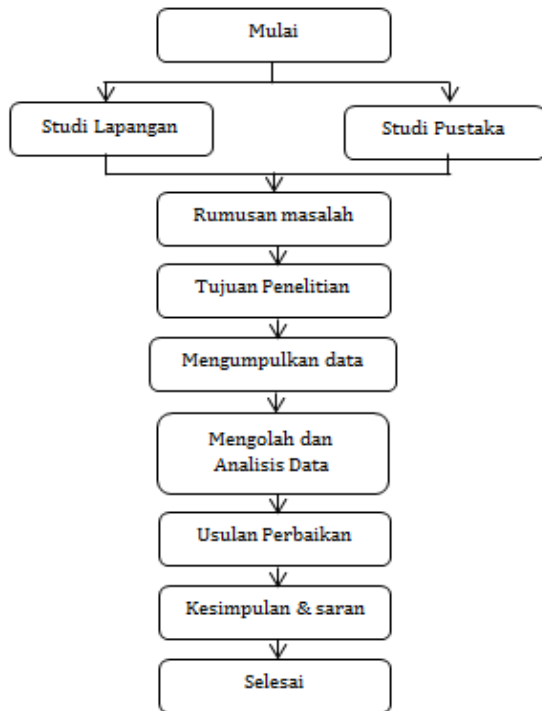 Mulai
Studi Lapangan
Studi Pustaka
Rumusan masalah
Tujuan Penelitian
Mengumpulkan data
Mengolah dan
Analisis Data
Usulan Perbaikan
Kesimpulan & saran
Selesai